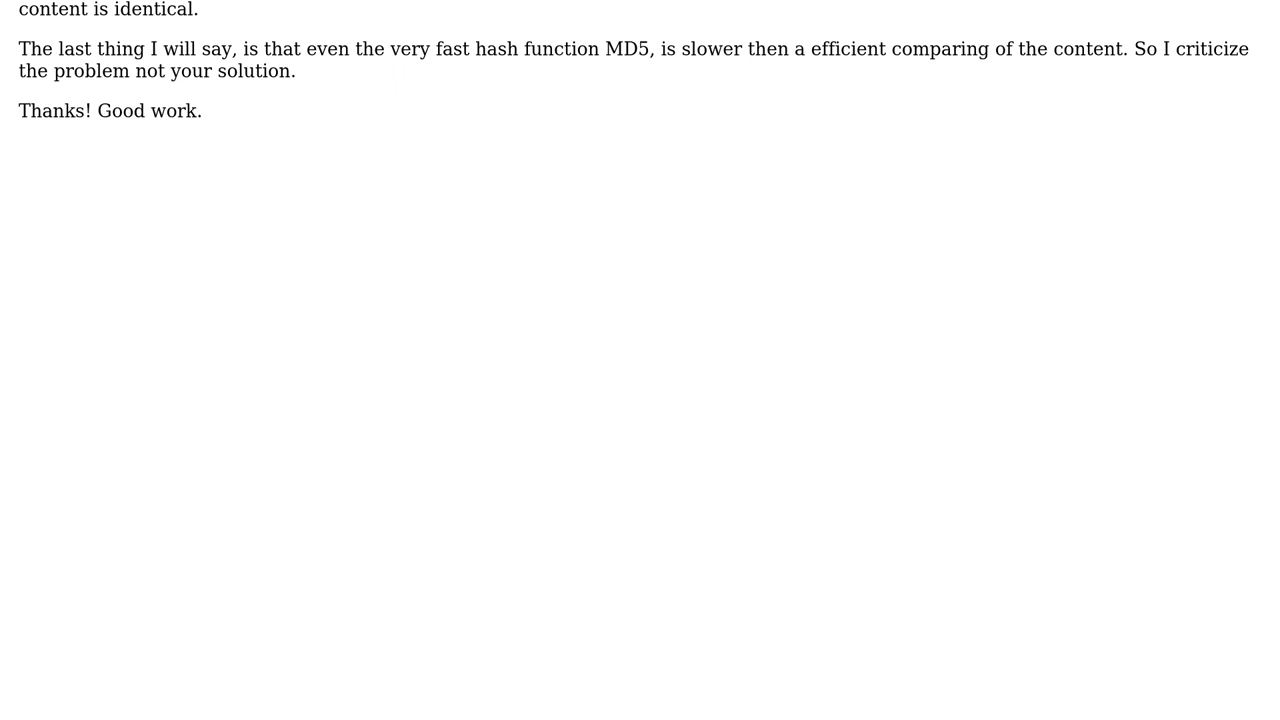 content is identical.
The last thing I will say, is that even the very fast hash function MD5, is slower then a efficient comparing of the content. So I criticize
the problem not your solution.
Thanks! Good work.